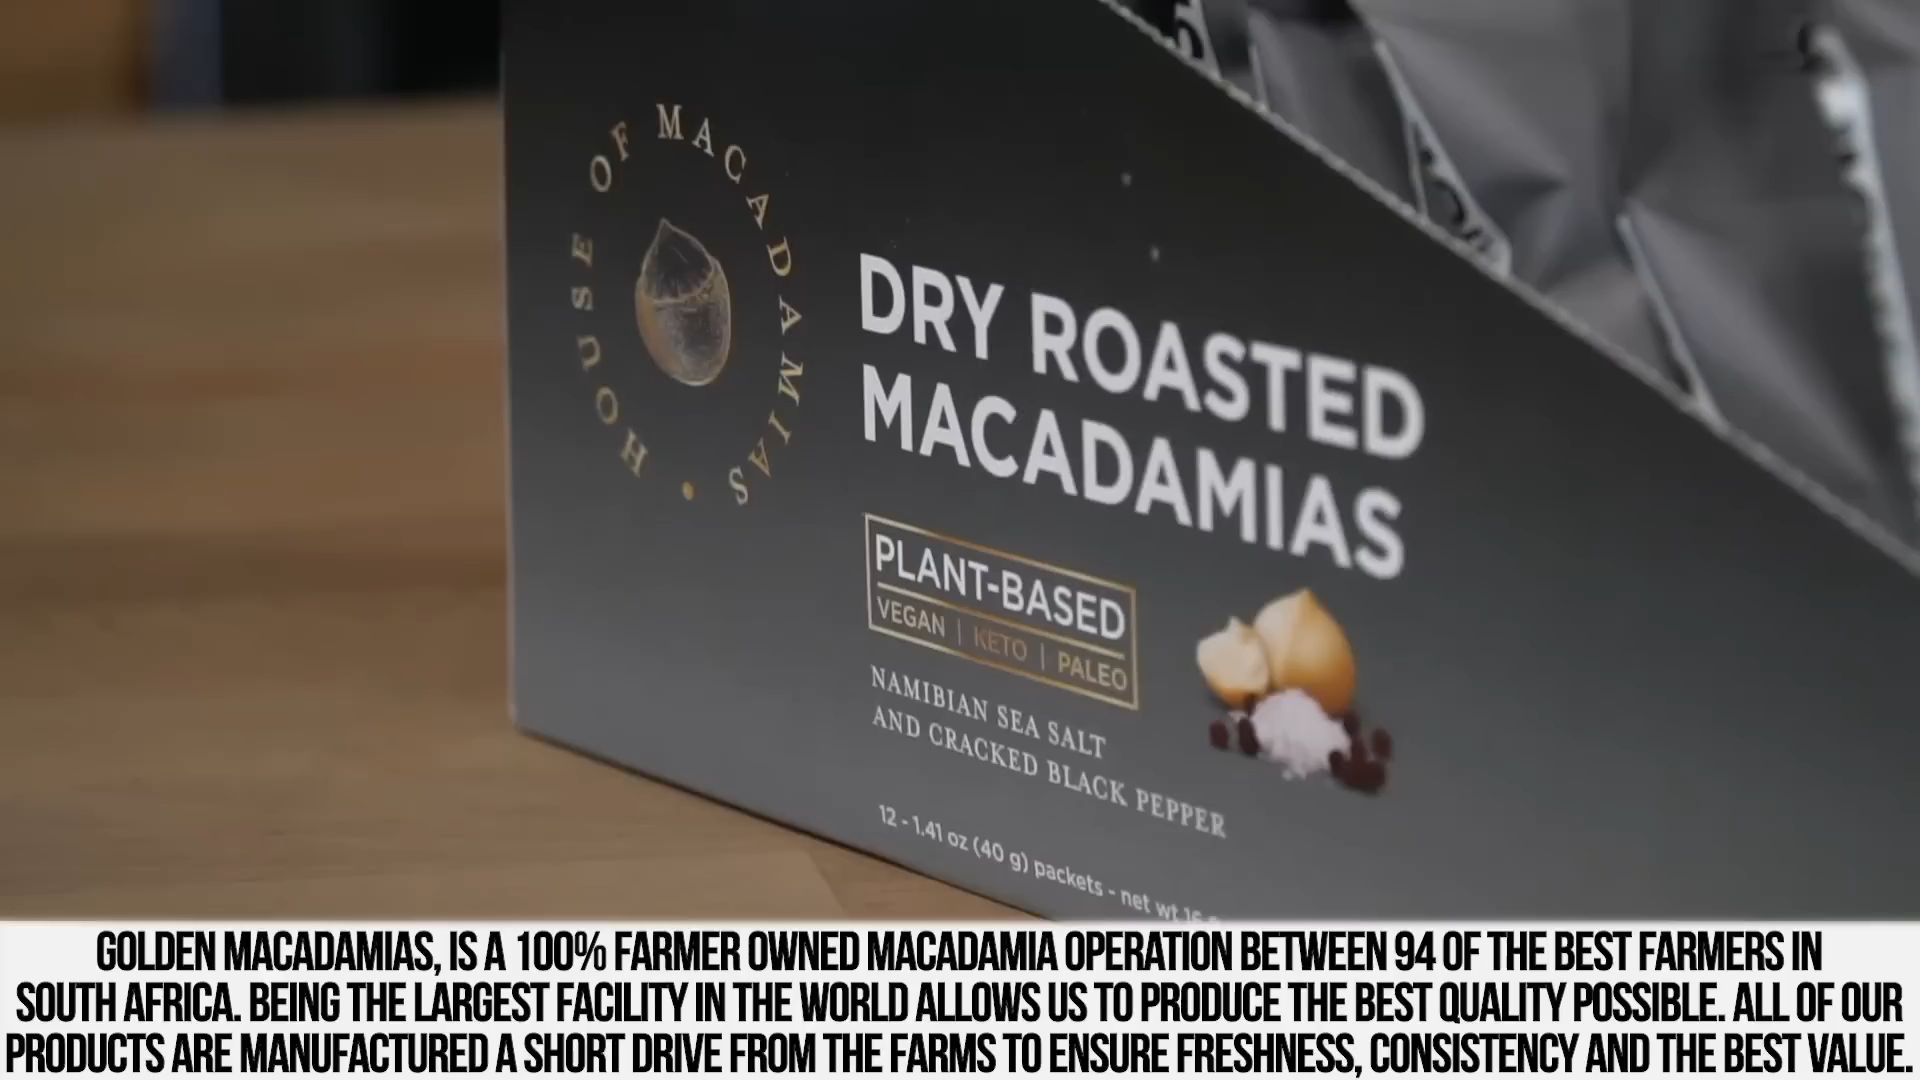 HOUSE OF MACADAMIAS •
DRY ROASTED
MACADAMIAS
PLANT-BASED
VEGAN | KETO | PALEO
NAMIBIAN SEA SALT
AND CRACKED BLACK PEPPER
12 - 1.41 oz (40 g) packets - net wt 16
GOLDEN MACADAMIAS, IS A 100% FARMER OWNED MACADAMIA OPERATION BETWEEN 94 OF THE BEST FARMERS IN
SOUTH AFRICA. BEING THE LARGEST FACILITY IN THE WORLD ALLOWS US TO PRODUCE THE BEST QUALITY POSSIBLE. ALL OF OUR
PRODUCTS ARE MANUFACTURED A SHORT DRIVE FROM THE FARMS TO ENSURE FRESHNESS, CONSISTENCY AND THE BEST VALUE.